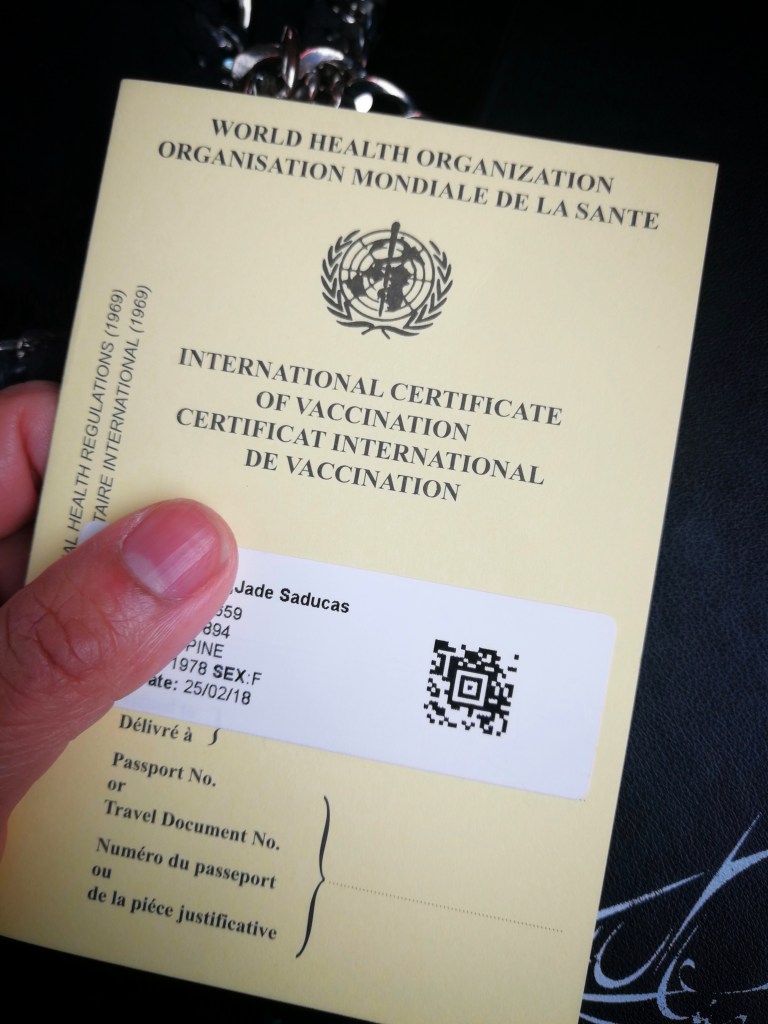 WORLD HEALTH ORGANIZATION
ORGANISATION MONDIALE DE LA SANTE
AL HEALTH REGULATIONS (1969)
TAIRE INTERNATIONAL (1969)
INTERNATIONAL CERTIFICATE
OF VACCINATION
CERTIFICAT INTERNATIONAL
DE VACCINATION
,Jade Saducas
659
894
PINE
1978 SEX:F
ate: 25/02/18
Délivré à
Passport No.
or
Travel Document No.
Numéro du passeport
ou
de la piéce justificative